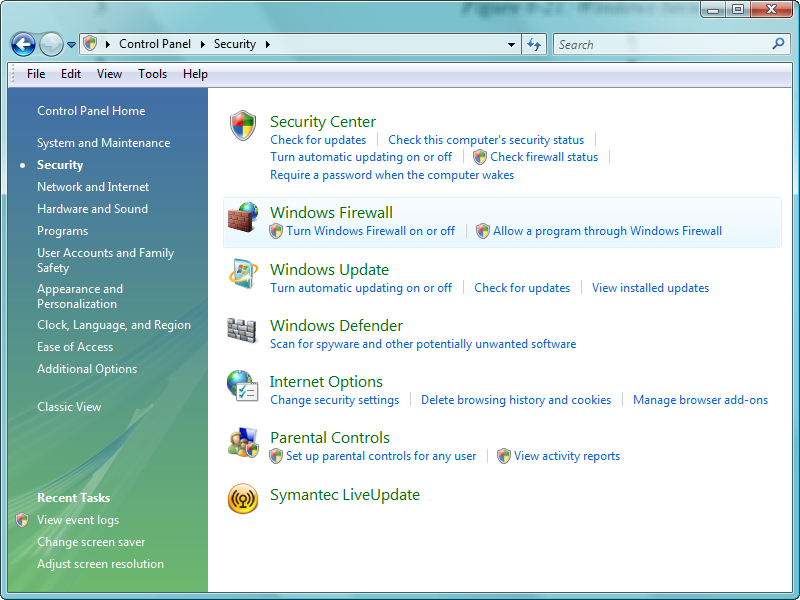 Figure 6-21: Windows
Control Panel Security
Search
File Edit View Tools Help
Control Panel Home
System and Maintenance
Security
Network and Internet
Hardware and Sound
Programs
User Accounts and Family
Safety
Appearance and
Personalization
Clock, Language, and Region
Ease of Access
Additional Options
Classic View
Recent Tasks
View event logs
Change screen saver
Adjust screen resolution
Security Center
Check for updates Check this computer's security status
Turn automatic updating on or off Check firewall status
Require a password when the computer wakes
Windows Firewall
Turn Windows Firewall on or off Allow a program through Windows Firewall
Windows Update
Turn automatic updating on or off Check for updates View installed updates
Windows Defender
Scan for spyware and other potentially unwanted software
Internet Options
Change security settings Delete browsing history and cookies Manage browser add-ons
Parental Controls
Set up parental controls for any user View activity reports
Symantec LiveUpdate